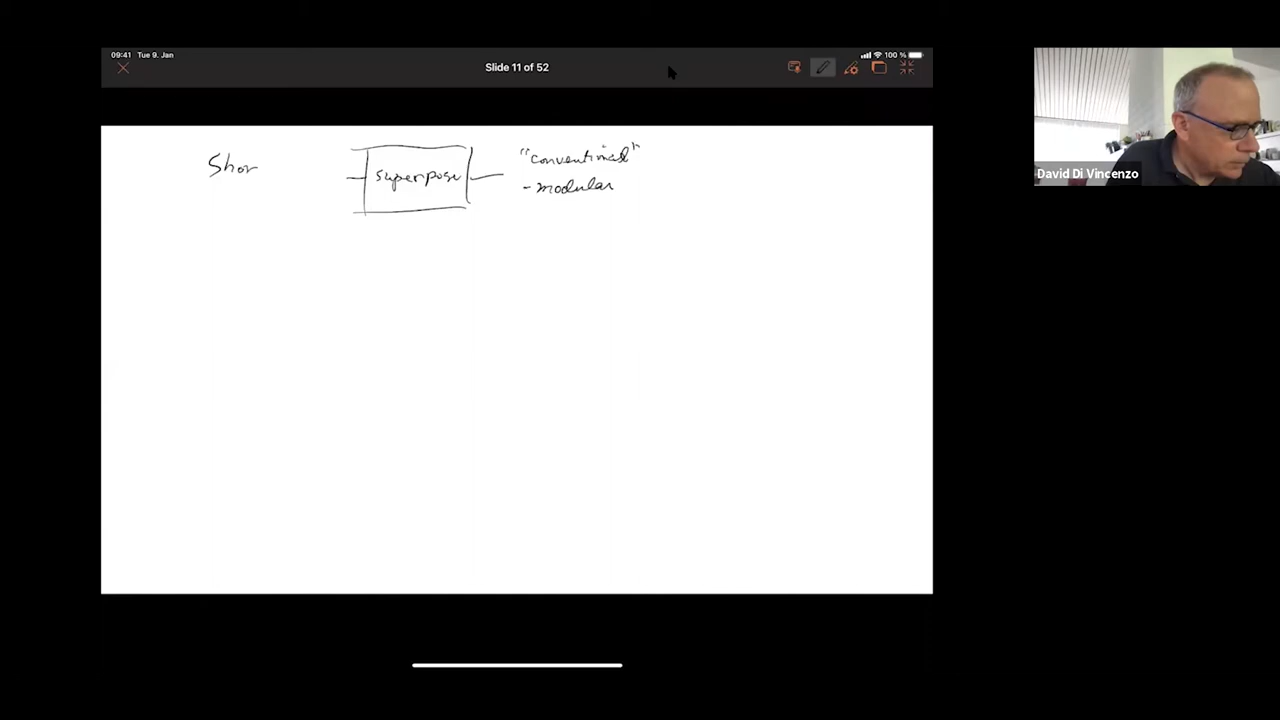 09:41 Tue 9. Jan
100 %
Slide 11 of 52
Shor
superpose
"conventional"
- modular
David Di Vincenzo